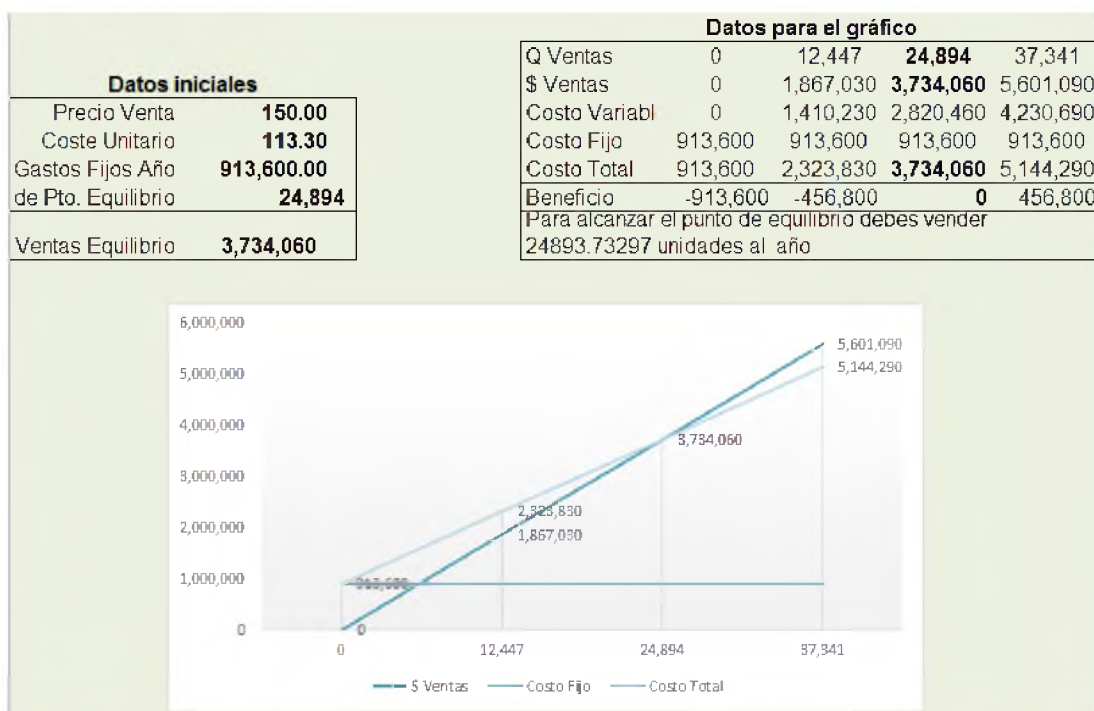 Datos iniciales
Precio Venta 150.00
Coste Unitario 113.30
Gastos Fijos Año 913,600.00
de Pto. Equilibrio 24,894
Ventas Equilibrio 3,734,060
Datos para el gráfico
Q Ventas 0 12,447 24,894 37,341
$ Ventas 0 1,867,030 3,734,060 5,601,090
Costo Variabl 0 1,410,230 2,820,460 4,230,690
Costo Fijo 913,600 913,600 913,600 913,600
Costo Total 913,600 2,323,830 3,734,060 5,144,290
Beneficio -913,600 -456,800 0 456,800
Para alcanzar el punto de equilibrio debes vender
24893.73297 unidades al año
6,000,000
5,000,000
4,000,000
3,000,000
2,000,000
1,000,000
0
5,601,090
5,144,290
3,734,060
2,323,830
1,867,030
913,600
0
0 12,447 24,894 37,341
$ Ventas Costo Fijo Costo Total